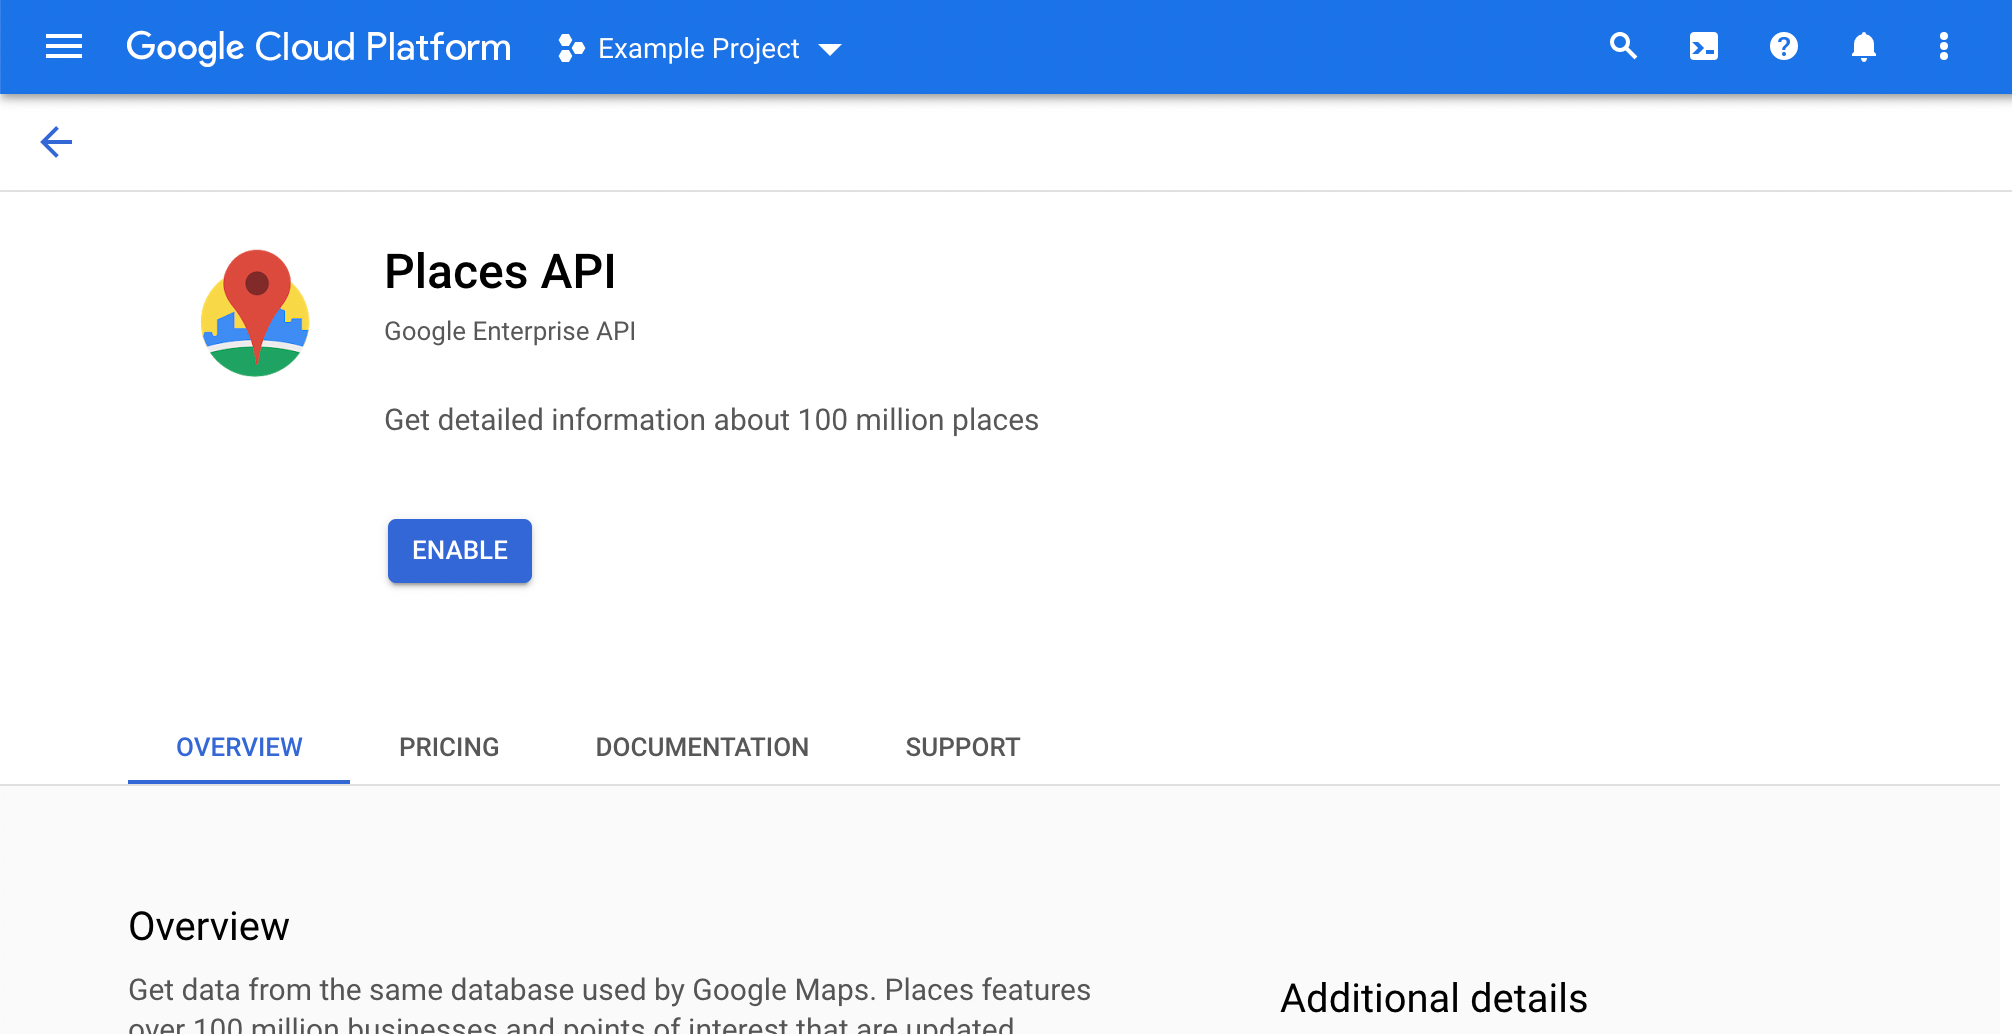 Google Cloud Platform Example Project
Places API
Google Enterprise API
Get detailed information about 100 million places
ENABLE
OVERVIEW PRICING DOCUMENTATION SUPPORT
Overview
Get data from the same database used by Google Maps. Places features
over 100 million businesses and points of interest that are updated
Additional details